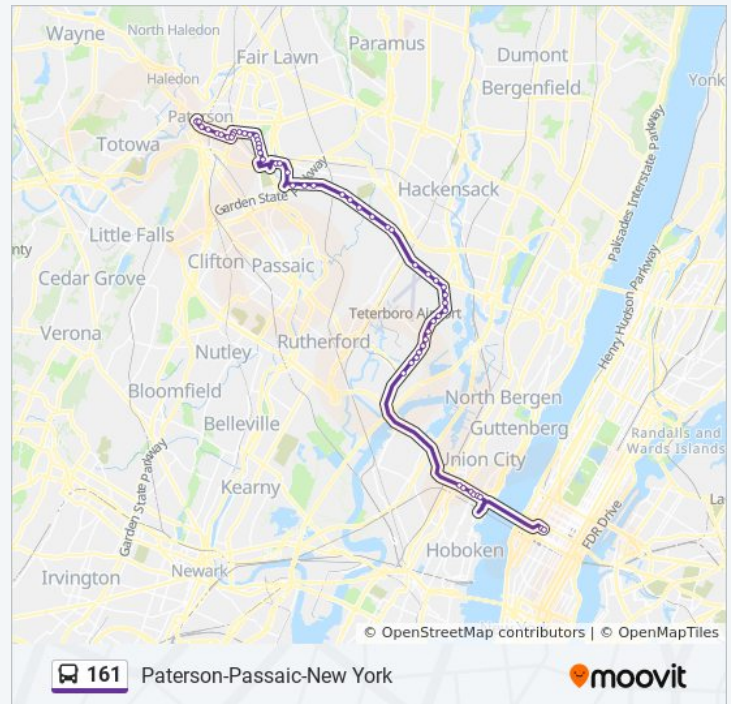 Wayne
North Haledon
Paramus
Dumont
Fair Lawn
Bergenfield
Haledon
Paterson
Totowa
Palisades Interstate Parkway
Hackensack
Garden State Parkway
Little Falls
Clifton
Passaic
Cedar Grove
Teterboro Airport
Henry Hudson Parkway
Verona
Rutherford
Nutley
Bloomfield
North Bergen
Belleville
Guttenberg
Randalls and
Wards Islands
Union City
Garden State Parkway
Kearny
FDR Drive
Hoboken
Newark
Irvington
© OpenStreetMap contributors | © OpenMapTiles
161 Paterson-Passaic-New York
moovit